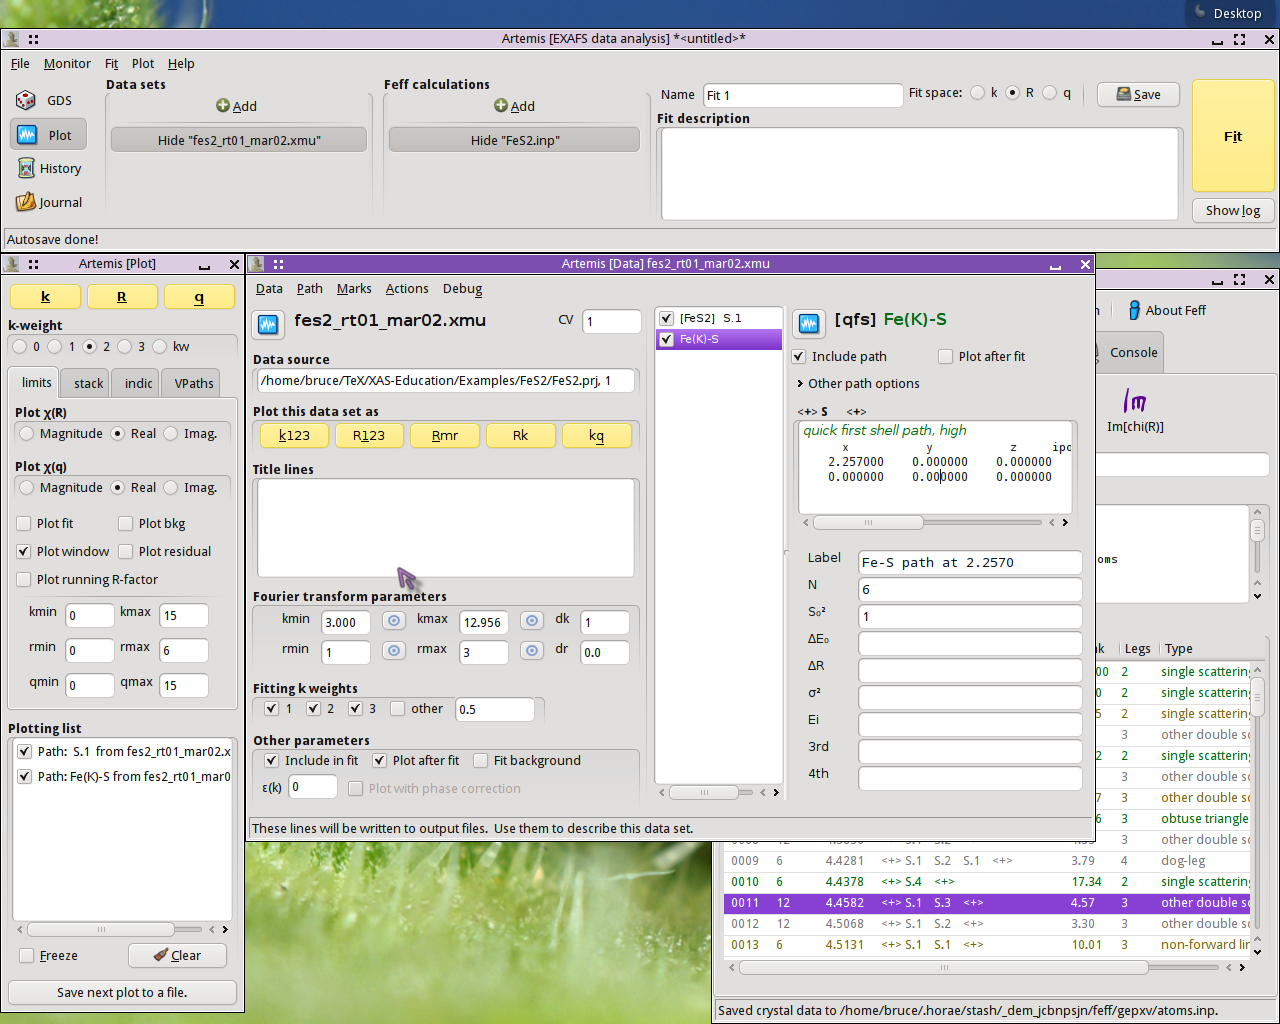 Desktop
Artemis [EXAFS data analysis] *<untitled>*
File Monitor Fit Plot Help
GDS
Plot
History
Journal
Data sets
Add
Hide "fes2_rt01_mar02.xmu"
Feff calculations
Add
Hide "FeS2.inp"
Name Fit 1 Fit space: k R q Save
Fit description
Fit
Show log
Autosave done!
Artemis [Plot]
k R q
k-weight
0 1 2 3 kw
limits stack indic VPaths
Plot χ(R)
Magnitude Real Imag.
Plot χ(q)
Magnitude Real Imag.
Plot fit Plot bkg
Plot window Plot residual
Plot running R-factor
kmin 0 kmax 15
rmin 0 rmax 6
qmin 0 qmax 15
Plotting list
Path: S.1 from fes2_rt01_mar02.x
Path: Fe(K)-S from fes2_rt01_mar0
Freeze Clear
Save next plot to a file.
Artemis [Data] fes2_rt01_mar02.xmu
Data Path Marks Actions Debug
fes2_rt01_mar02.xmu CV 1
Data source
/home/bruce/TeX/XAS-Education/Examples/FeS2/FeS2.prj, 1
Plot this data set as
k123 R123 Rmr Rk kq
Title lines
Fourier transform parameters
kmin 3.000 kmax 12.956 dk 1
rmin 1 rmax 3 dr 0.0
Fitting k weights
1 2 3 other 0.5
Other parameters
Include in fit Plot after fit Fit background
ε(k) 0 Plot with phase correction
These lines will be written to output files. Use them to describe this data set.
[FeS2] S.1
Fe(K)-S
[qfs] Fe(K)-S
Include path Plot after fit
Other path options
<+> S <+>
quick first shell path, high
x y z ipo
2.257000 0.000000 0.000000
0.000000 0.000000 0.000000
Label Fe-S path at 2.2570
N 6
S₀² 1
ΔE₀
ΔR
σ²
Ei
3rd
4th
About Feff
Console
Im
Im[chi(R)]
oms
nk Legs Type
00 2 single scattering
0 2 single scattering
5 2 single scattering
3 other double sc
2 2 single scattering
3 other double sc
7 3 other double sc
6 3 obtuse triangle
0009 6 4.4281 <+> S.1 S.2 S.1 <+> 3.79 4 dog-leg
0010 6 4.4378 <+> S.4 <+> 17.34 2 single scattering
0011 12 4.4582 <+> S.1 S.3 <+> 4.57 3 other double sc
0012 12 4.5068 <+> S.1 S.2 <+> 3.30 3 other double sc
0013 6 4.5131 <+> S.1 S.1 <+> 10.01 3 non-forward lin
Saved crystal data to /home/bruce/.horae/stash/_dem_jcbnpsjn/feff/gepxv/atoms.inp.